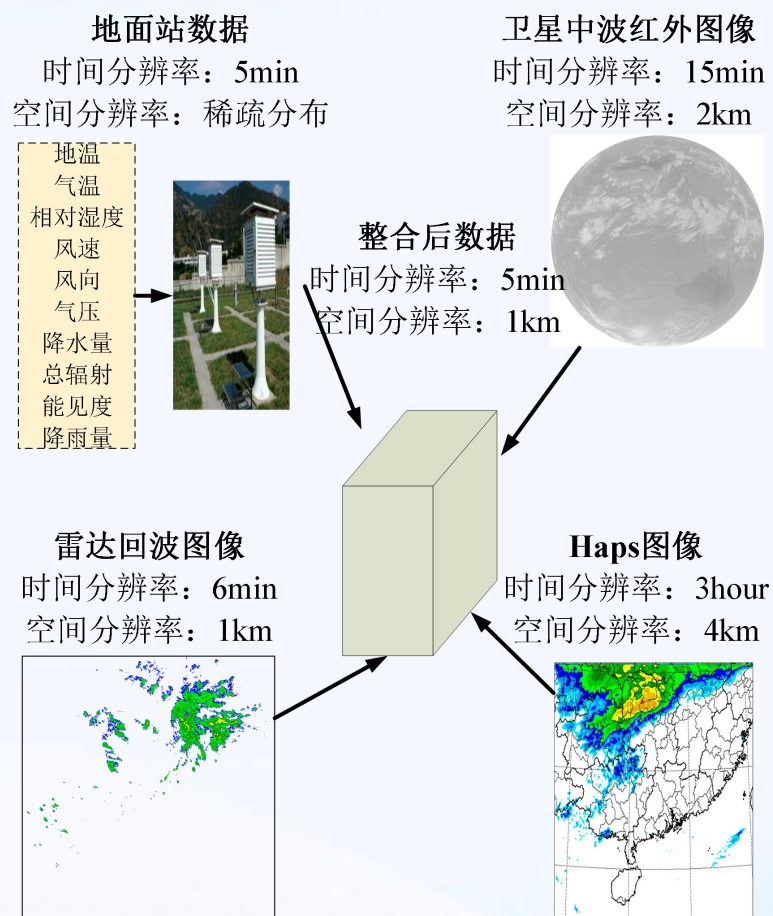 地面站数据
时间分辨率：5min
空间分辨率：稀疏分布
地温
气温
相对湿度
风速
风向
气压
降水量
总辐射
能见度
降雨量
卫星中波红外图像
时间分辨率：15min
空间分辨率：2km
整合后数据
时间分辨率：5min
空间分辨率：1km
雷达回波图像
时间分辨率：6min
空间分辨率：1km
Haps图像
时间分辨率：3hour
空间分辨率：4km